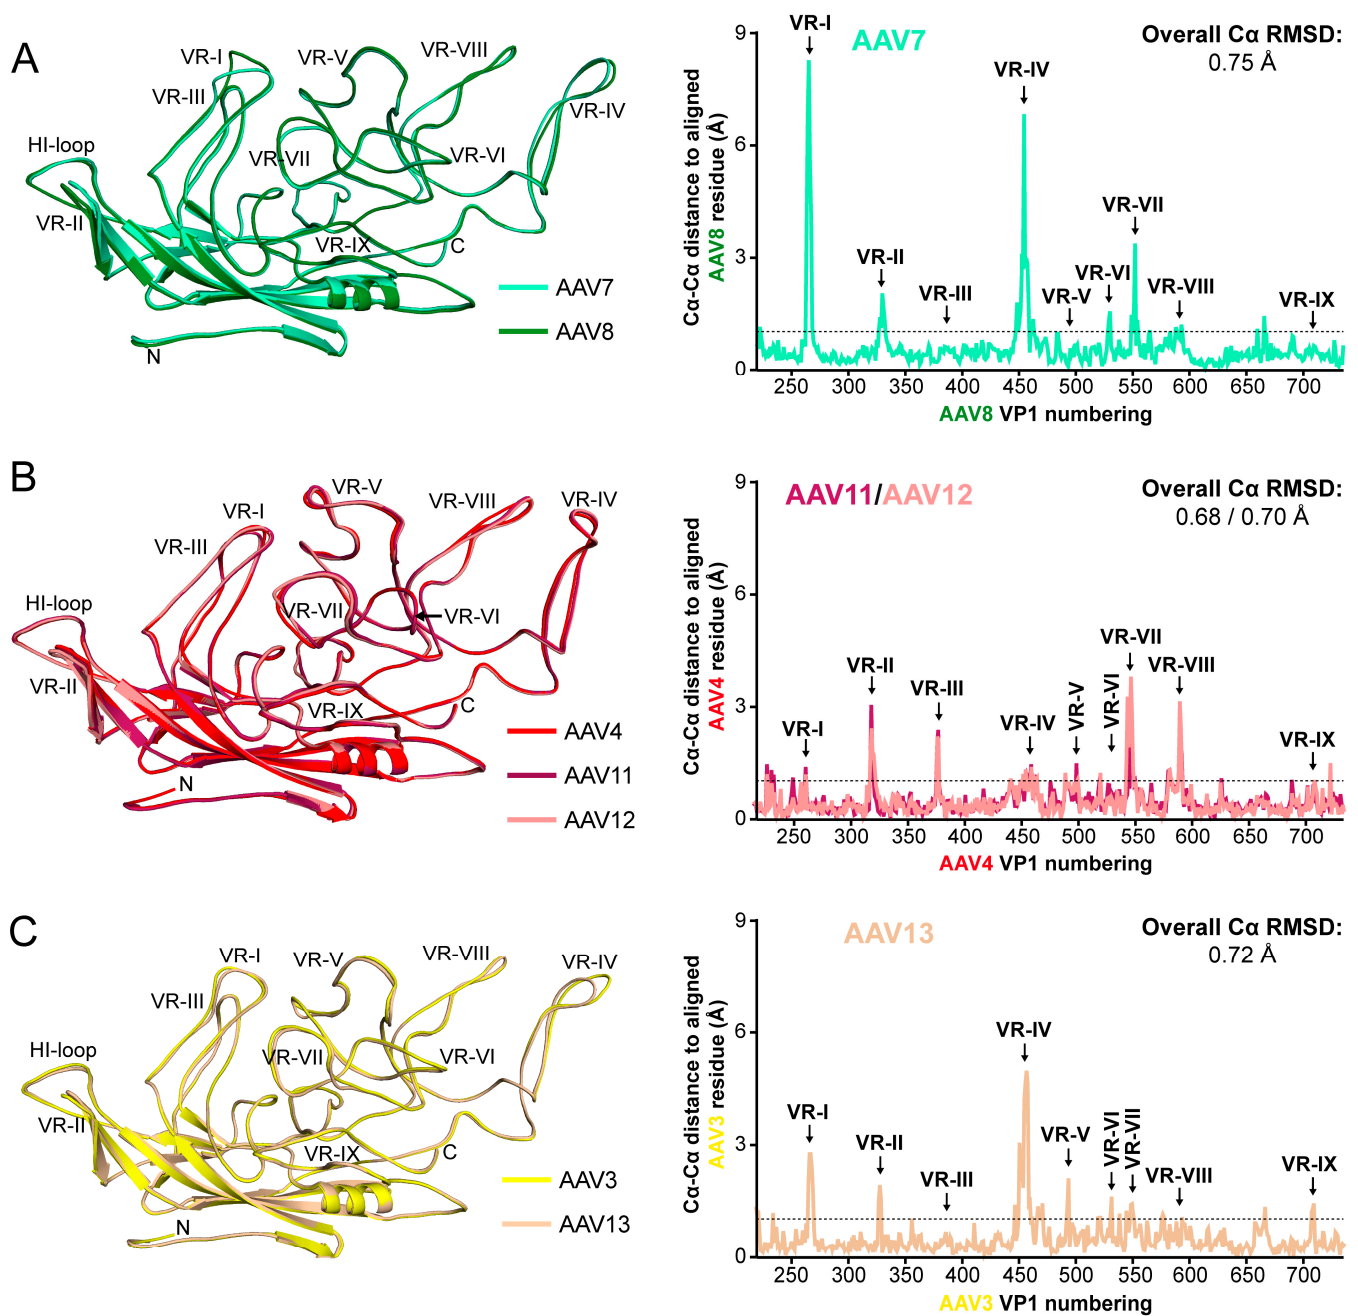 A
VR-I
VR-V
VR-VIII
VR-III
VR-IV
HI-loop
VR-VII
VR-VI
VR-II
VR-IX
C
N
AAV7
AAV8
AAV7
Overall Cα RMSD:
0.75 Å
Cα-Cα distance to aligned
AAV8 residue (Å)
9
6
3
0
VR-I
VR-IV
VR-VII
VR-II
VR-VI
VR-III
VR-V
VR-VIII
VR-IX
250 300 350 400 450 500 550 600 650 700
AAV8 VP1 numbering
B
VR-V
VR-VIII
VR-IV
VR-I
VR-III
HI-loop
VR-VII
VR-VI
VR-II
VR-IX
C
N
AAV4
AAV11
AAV12
AAV11/AAV12
Overall Cα RMSD:
0.68 / 0.70 Å
Cα-Cα distance to aligned
AAV4 residue (Å)
9
6
3
0
VR-VII
VR-II
VR-VIII
VR-III
VR-V
VR-VI
VR-I
VR-IV
VR-IX
250 300 350 400 450 500 550 600 650 700
AAV4 VP1 numbering
C
VR-I
VR-V
VR-VIII
VR-IV
VR-III
HI-loop
VR-VII
VR-VI
VR-II
VR-IX
C
N
AAV3
AAV13
AAV13
Overall Cα RMSD:
0.72 Å
Cα-Cα distance to aligned
AAV3 residue (Å)
9
6
3
0
VR-IV
VR-I
VR-II
VR-V
VR-VI
VR-VII
VR-III
VR-VIII
VR-IX
250 300 350 400 450 500 550 600 650 700
AAV3 VP1 numbering